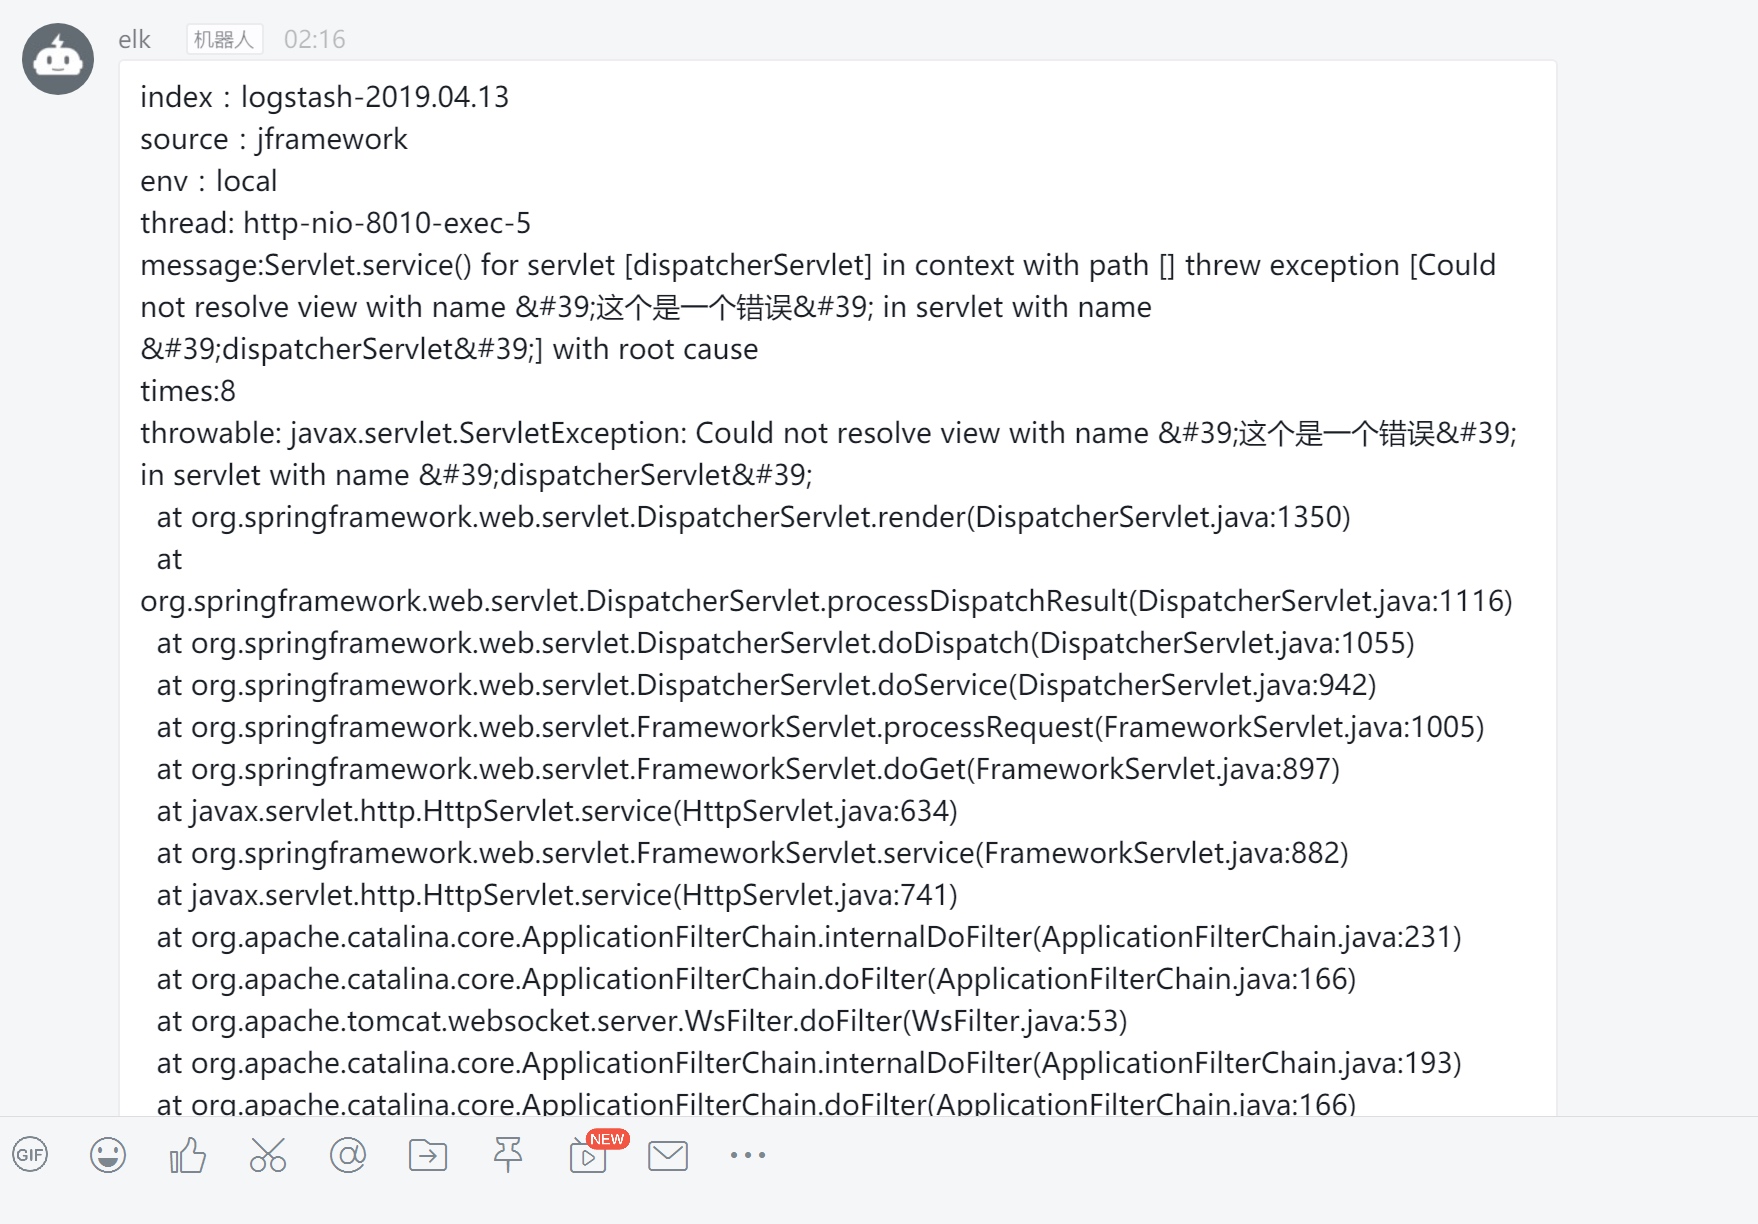 elk 机器人 02:16
index：logstash-2019.04.13
source：jframework
env：local
thread: http-nio-8010-exec-5
message:Servlet.service() for servlet [dispatcherServlet] in context with path [] threw exception [Could
not resolve view with name &#39;这个是一个错误&#39; in servlet with name
&#39;dispatcherServlet&#39;] with root cause
times:8
throwable: javax.servlet.ServletException: Could not resolve view with name &#39;这个是一个错误&#39;
in servlet with name &#39;dispatcherServlet&#39;
at org.springframework.web.servlet.DispatcherServlet.render(DispatcherServlet.java:1350)
at
org.springframework.web.servlet.DispatcherServlet.processDispatchResult(DispatcherServlet.java:1116)
at org.springframework.web.servlet.DispatcherServlet.doDispatch(DispatcherServlet.java:1055)
at org.springframework.web.servlet.DispatcherServlet.doService(DispatcherServlet.java:942)
at org.springframework.web.servlet.FrameworkServlet.processRequest(FrameworkServlet.java:1005)
at org.springframework.web.servlet.FrameworkServlet.doGet(FrameworkServlet.java:897)
at javax.servlet.http.HttpServlet.service(HttpServlet.java:634)
at org.springframework.web.servlet.FrameworkServlet.service(FrameworkServlet.java:882)
at javax.servlet.http.HttpServlet.service(HttpServlet.java:741)
at org.apache.catalina.core.ApplicationFilterChain.internalDoFilter(ApplicationFilterChain.java:231)
at org.apache.catalina.core.ApplicationFilterChain.doFilter(ApplicationFilterChain.java:166)
at org.apache.tomcat.websocket.server.WsFilter.doFilter(WsFilter.java:53)
at org.apache.catalina.core.ApplicationFilterChain.internalDoFilter(ApplicationFilterChain.java:193)
at org.apache.catalina.core.ApplicationFilterChain.doFilter(ApplicationFilterChain.java:166)
GIF @ NEW